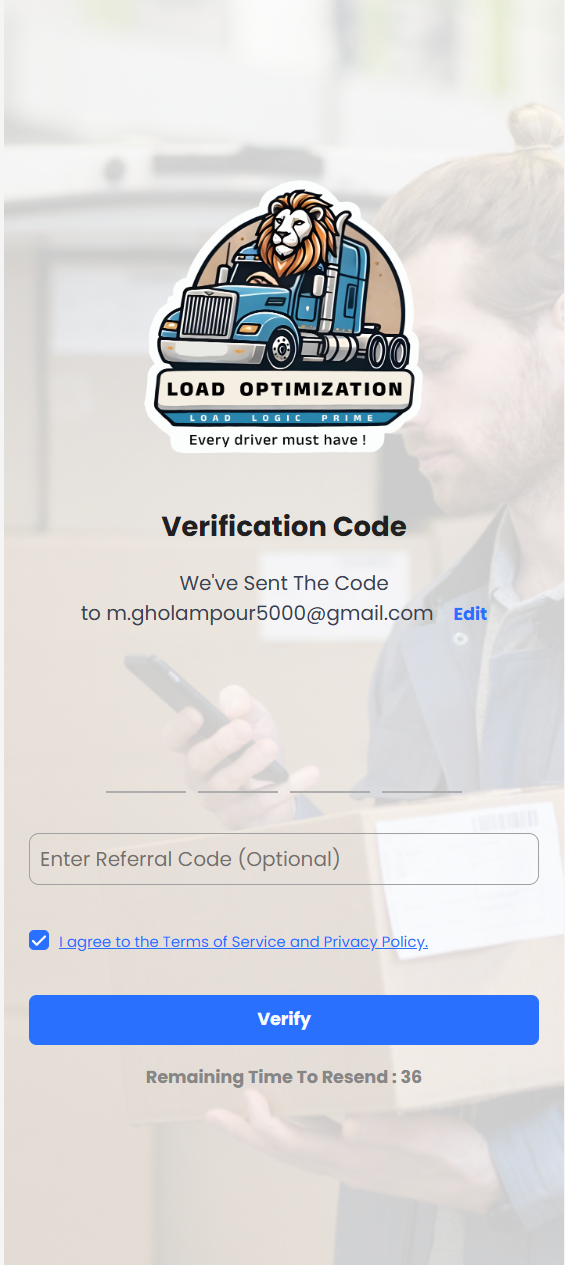 LOAD OPTIMIZATION
LOAD LOGIC PRIME
Every driver must have !
Verification Code
We've Sent The Code
to m.gholampour5000@gmail.com Edit
Enter Referral Code (Optional)
I agree to the Terms of Service and Privacy Policy.
Verify
Remaining Time To Resend : 36